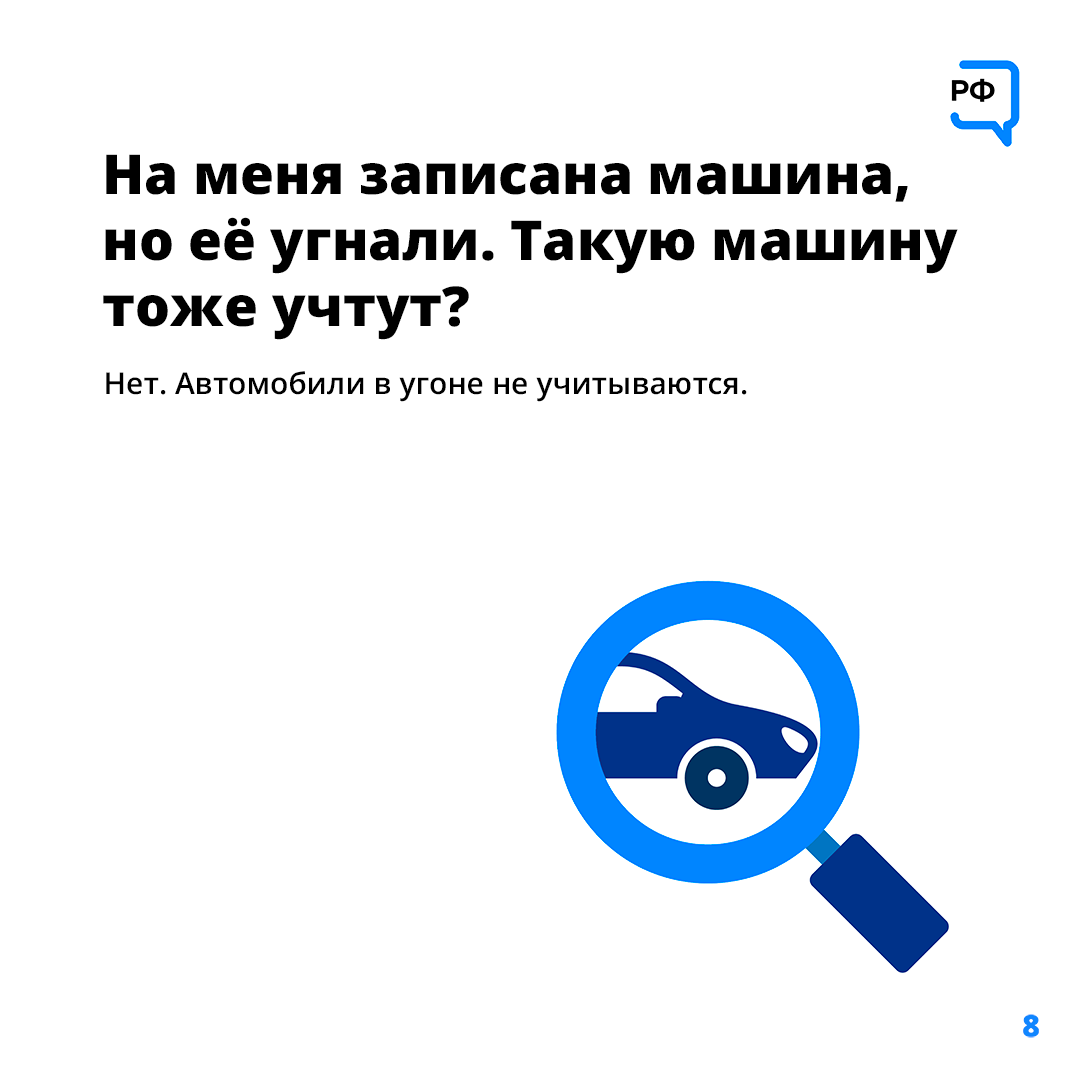 РФ
На меня записана машина,
но её угнали. Такую машину
тоже учтут?
Нет. Автомобили в угоне не учитываются.
8